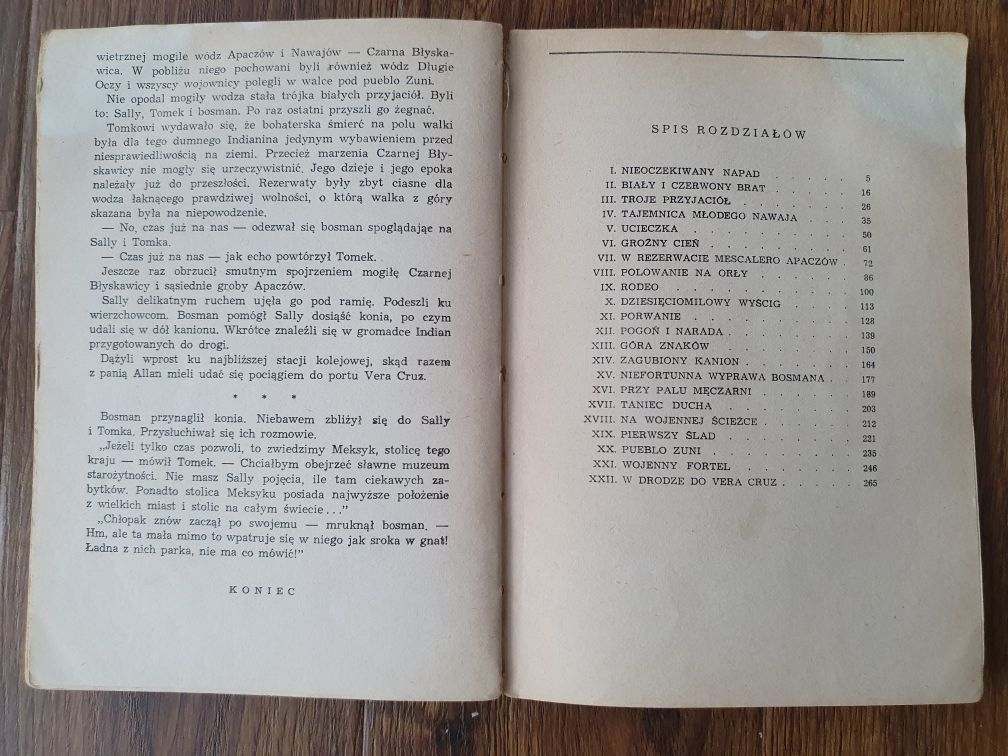 wietrznej mogile wódz Apaczów i Nawajów — Czarna Błyska-
wica. W pobliżu niego pochowani byli również wódz Długie
Oczy i wszyscy wojownicy polegli w walce pod pueblo Zuni.
Nie opodal mogiły wodza stała trójka białych przyjaciół. Byli
to: Sally, Tomek i bosman. Po raz ostatni przyszli go żegnać.
Tomkowi wydawało się, że bohaterska śmierć na polu walki
była dla tego dumnego Indianina jedynym wybawieniem przed
niesprawiedliwością na ziemi. Przecież marzenia Czarnej Bły-
skawicy nie mogły się urzeczywistnić. Jego dzieje i jego epoka
należały już do przeszłości. Rezerwaty były zbyt ciasne dla
wodza łaknącego prawdziwej wolności, o którą walka z góry
skazana była na niepowodzenie.
— No, czas już na nas — odezwał się bosman spoglądając na
Sally i Tomka.
— Czas już na nas — jak echo powtórzył Tomek.
Jeszcze raz obrzucił smutnym spojrzeniem mogiłę Czarnej
Błyskawicy i sąsiednie groby Apaczów.
Sally delikatnym ruchem ujęła go pod ramię. Podeszli ku
wierzchowcom. Bosman pomógł Sally dosiąść konia, po czym
udali się w dół kanionu. Wkrótce znaleźli się w gromadce Indian
przygotowanych do drogi.
Dążyli wprost ku najbliższej stacji kolejowej, skąd razem
z panią Allan mieli udać się pociągiem do portu Vera Cruz.
* * *
Bosman przynaglił konia. Niebawem zbliżył się do Sally
i Tomka. Przysłuchiwał się ich rozmowie.
„Jeżeli tylko czas pozwoli, to zwiedzimy Meksyk, stolicę tego
kraju — mówił Tomek. — Chciałbym obejrzeć sławne muzeum
starożytności. Nie masz Sally pojęcia, ile tam ciekawych za-
bytków. Ponadto stolica Meksyku posiada najwyższe położenie
z wielkich miast i stolic na całym świecie..."
„Chłopak znów zaczął po swojemu — mruknął bosman. —
Hm, ale ta mała mimo to wpatruje się w niego jak sroka w gnat!
Ładna z nich parka, nie ma co mówić!"
KONIEC
SPIS ROZDZIAŁÓW
I. NIEOCZEKIWANY NAPAD . . . . . 5
II. BIAŁY I CZERWONY BRAT . . . . . 16
III. TROJE PRZYJACIÓŁ . . . . . . 26
IV. TAJEMNICA MŁODEGO NAWAJA . . . 35
V. UCIECZKA . . . . . . . . 50
VI. GROŹNY CIEŃ . . . . . . . 61
VII. W REZERWACIE MESCALERO APACZÓW . 72
VIII. POLOWANIE NA ORŁY . . . . . 86
IX. RODEO . . . . . . . . . 100
X. DZIESIĘCIOMILOWY WYŚCIG . . . . 113
XI. PORWANIE . . . . . . . . 128
XII. POGOŃ I NARADA . . . . . . 139
XIII. GÓRA ZNAKÓW . . . . . . . 150
XIV. ZAGUBIONY KANION . . . . . . 164
XV. NIEFORTUNNA WYPRAWA BOSMANA . . 177
XVI. PRZY PALU MĘCZARNI . . . . . 189
XVII. TANIEC DUCHA . . . . . . . 203
XVIII. NA WOJENNEJ ŚCIEŻCE . . . . . 212
XIX. PIERWSZY ŚLAD . . . . . . . 221
XX. PUEBLO ZUNI . . . . . . . 235
XXI. WOJENNY FORTEL . . . . . . 246
XXII. W DRODZE DO VERA CRUZ . . . . 265